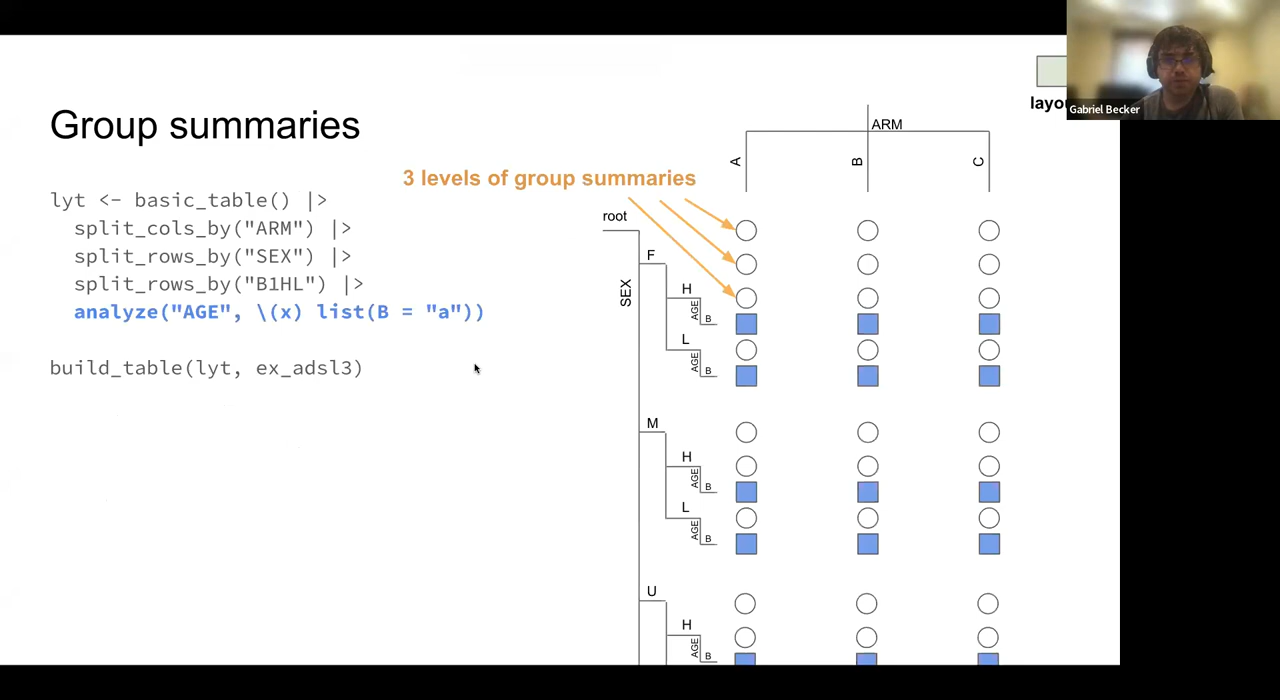 Group summaries
lyt <- basic_table() |>
split_cols_by("ARM") |>
split_rows_by("SEX") |>
split_rows_by("B1HL") |>
analyze("AGE", \(x) list(B = "a"))
build_table(lyt, ex_adsl3)
3 levels of group summaries
ARM
A
B
C
root
SEX
F
H
AGE
B
L
AGE
B
M
H
AGE
B
L
AGE
B
U
H
AGE
B
Gabriel Becker